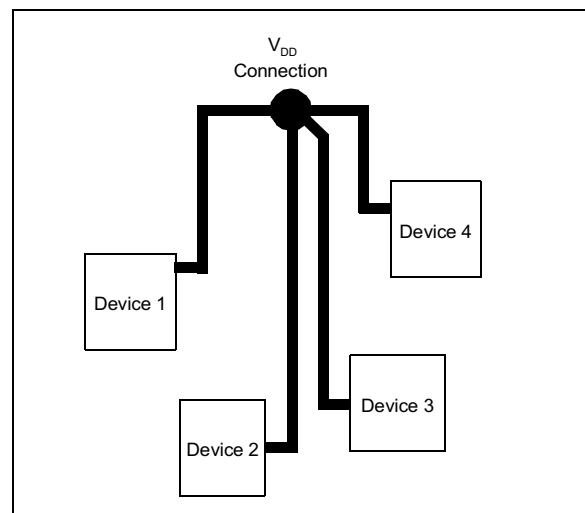 V_DD
Connection
Device 4
Device 1
Device 3
Device 2